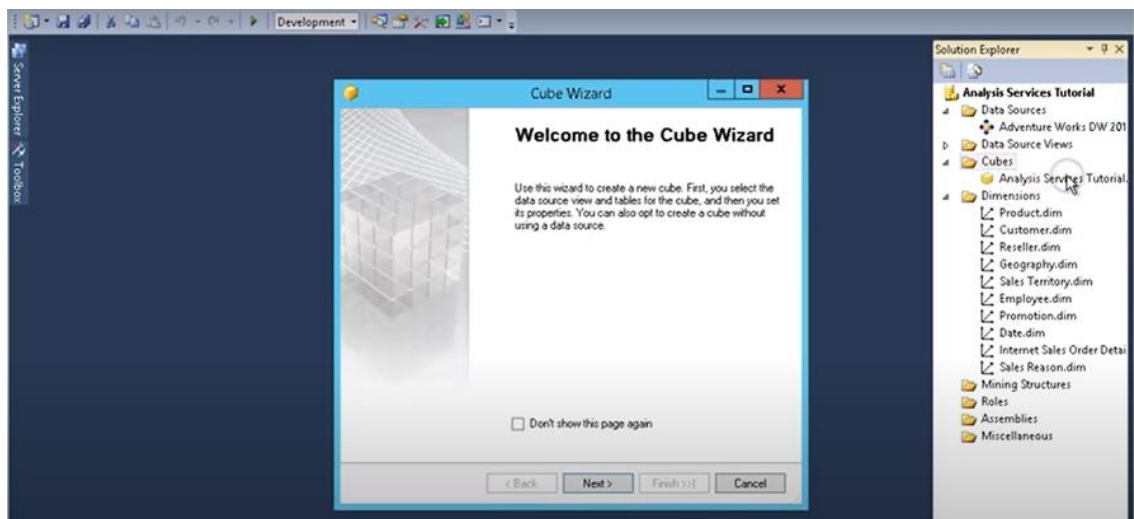 Development
Server Explorer
Toolbox
Cube Wizard
Welcome to the Cube Wizard
Use this wizard to create a new cube. First, you select the
data source view and tables for the cube, and then you set
its properties. You can also opt to create a cube without
using a data source.
Don't show this page again
< Back
Next >
Finish >>|
Cancel
Solution Explorer
Analysis Services Tutorial
Data Sources
Adventure Works DW 201
Data Source Views
Cubes
Analysis Services Tutorial.
Dimensions
Product.dim
Customer.dim
Reseller.dim
Geography.dim
Sales Territory.dim
Employee.dim
Promotion.dim
Date.dim
Internet Sales Order Detai
Sales Reason.dim
Mining Structures
Roles
Assemblies
Miscellaneous